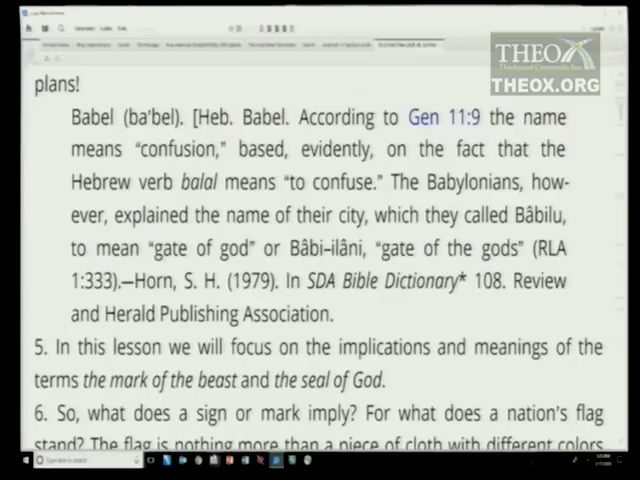 THEOX
THEOX.ORG
plans!
Babel (ba'bel). [Heb. Babel. According to Gen 11:9 the name
means “confusion,” based, evidently, on the fact that the
Hebrew verb balal means “to confuse.” The Babylonians, how-
ever, explained the name of their city, which they called Bâbilu,
to mean “gate of god” or Bâbi–ilâni, “gate of the gods” (RLA
1:333).—Horn, S. H. (1979). In SDA Bible Dictionary* 108. Review
and Herald Publishing Association.
5. In this lesson we will focus on the implications and meanings of the
terms the mark of the beast and the seal of God.
6. So, what does a sign or mark imply? For what does a nation's flag
stand? The flag is nothing more than a piece of cloth with different colors